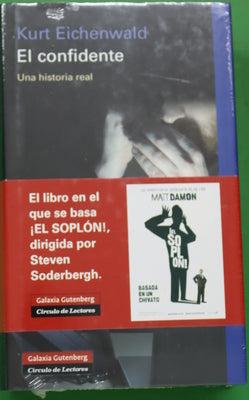 Kurt Eichenwald
El confidente
Una historia real
El libro en el
que se basa
¡EL SOPLÓN!,
dirigida por
Steven
Soderbergh.
MATT DAMON
¡EL
SOPLÓN!
BASADA
EN UN
CHIVATO
Galaxia Gutenberg
Círculo de Lectores
Galaxia Gutenberg
Círculo de Lectores